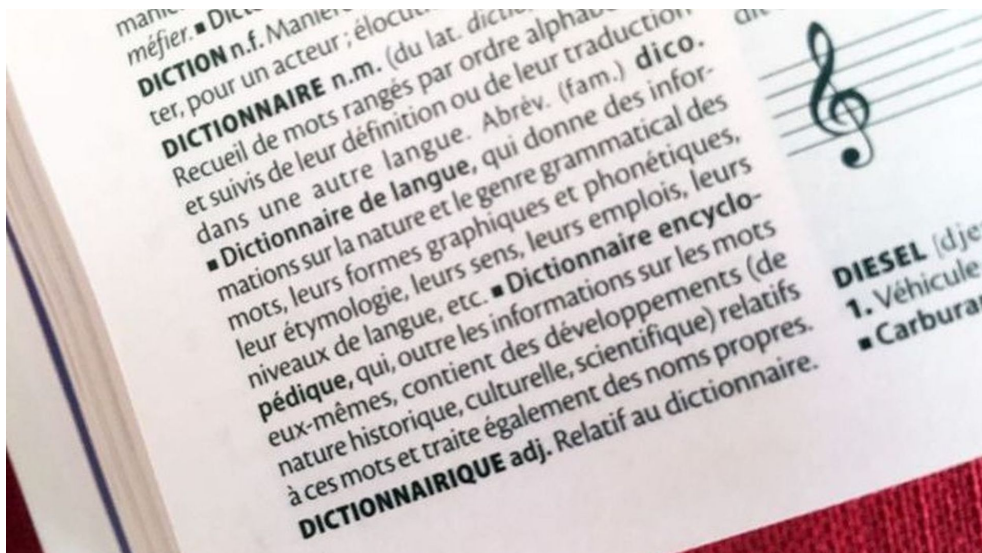 méfier. ■
DICTION n.f. Manière
ter, pour un acteur ; élocu
DICTIONNAIRE n.m. (du lat. diction
Recueil de mots rangés par ordre alphab
et suivis de leur définition ou de leur traduction
dans une autre langue. Abrév. (fam.) dico.
■ Dictionnaire de langue, qui donne des infor-
mations sur la nature et le genre grammatical des
mots, leurs formes graphiques et phonétiques,
leur étymologie, leurs sens, leurs emplois, leurs
niveaux de langue, etc. ■ Dictionnaire encyclo-
pédique, qui, outre les informations sur les mots
eux-mêmes, contient des développements (de
nature historique, culturelle, scientifique) relatifs
à ces mots et traite également des noms propres.
DICTIONNAIRIQUE adj. Relatif au dictionnaire.
DIESEL [dje
1. Véhicule
■ Carbura